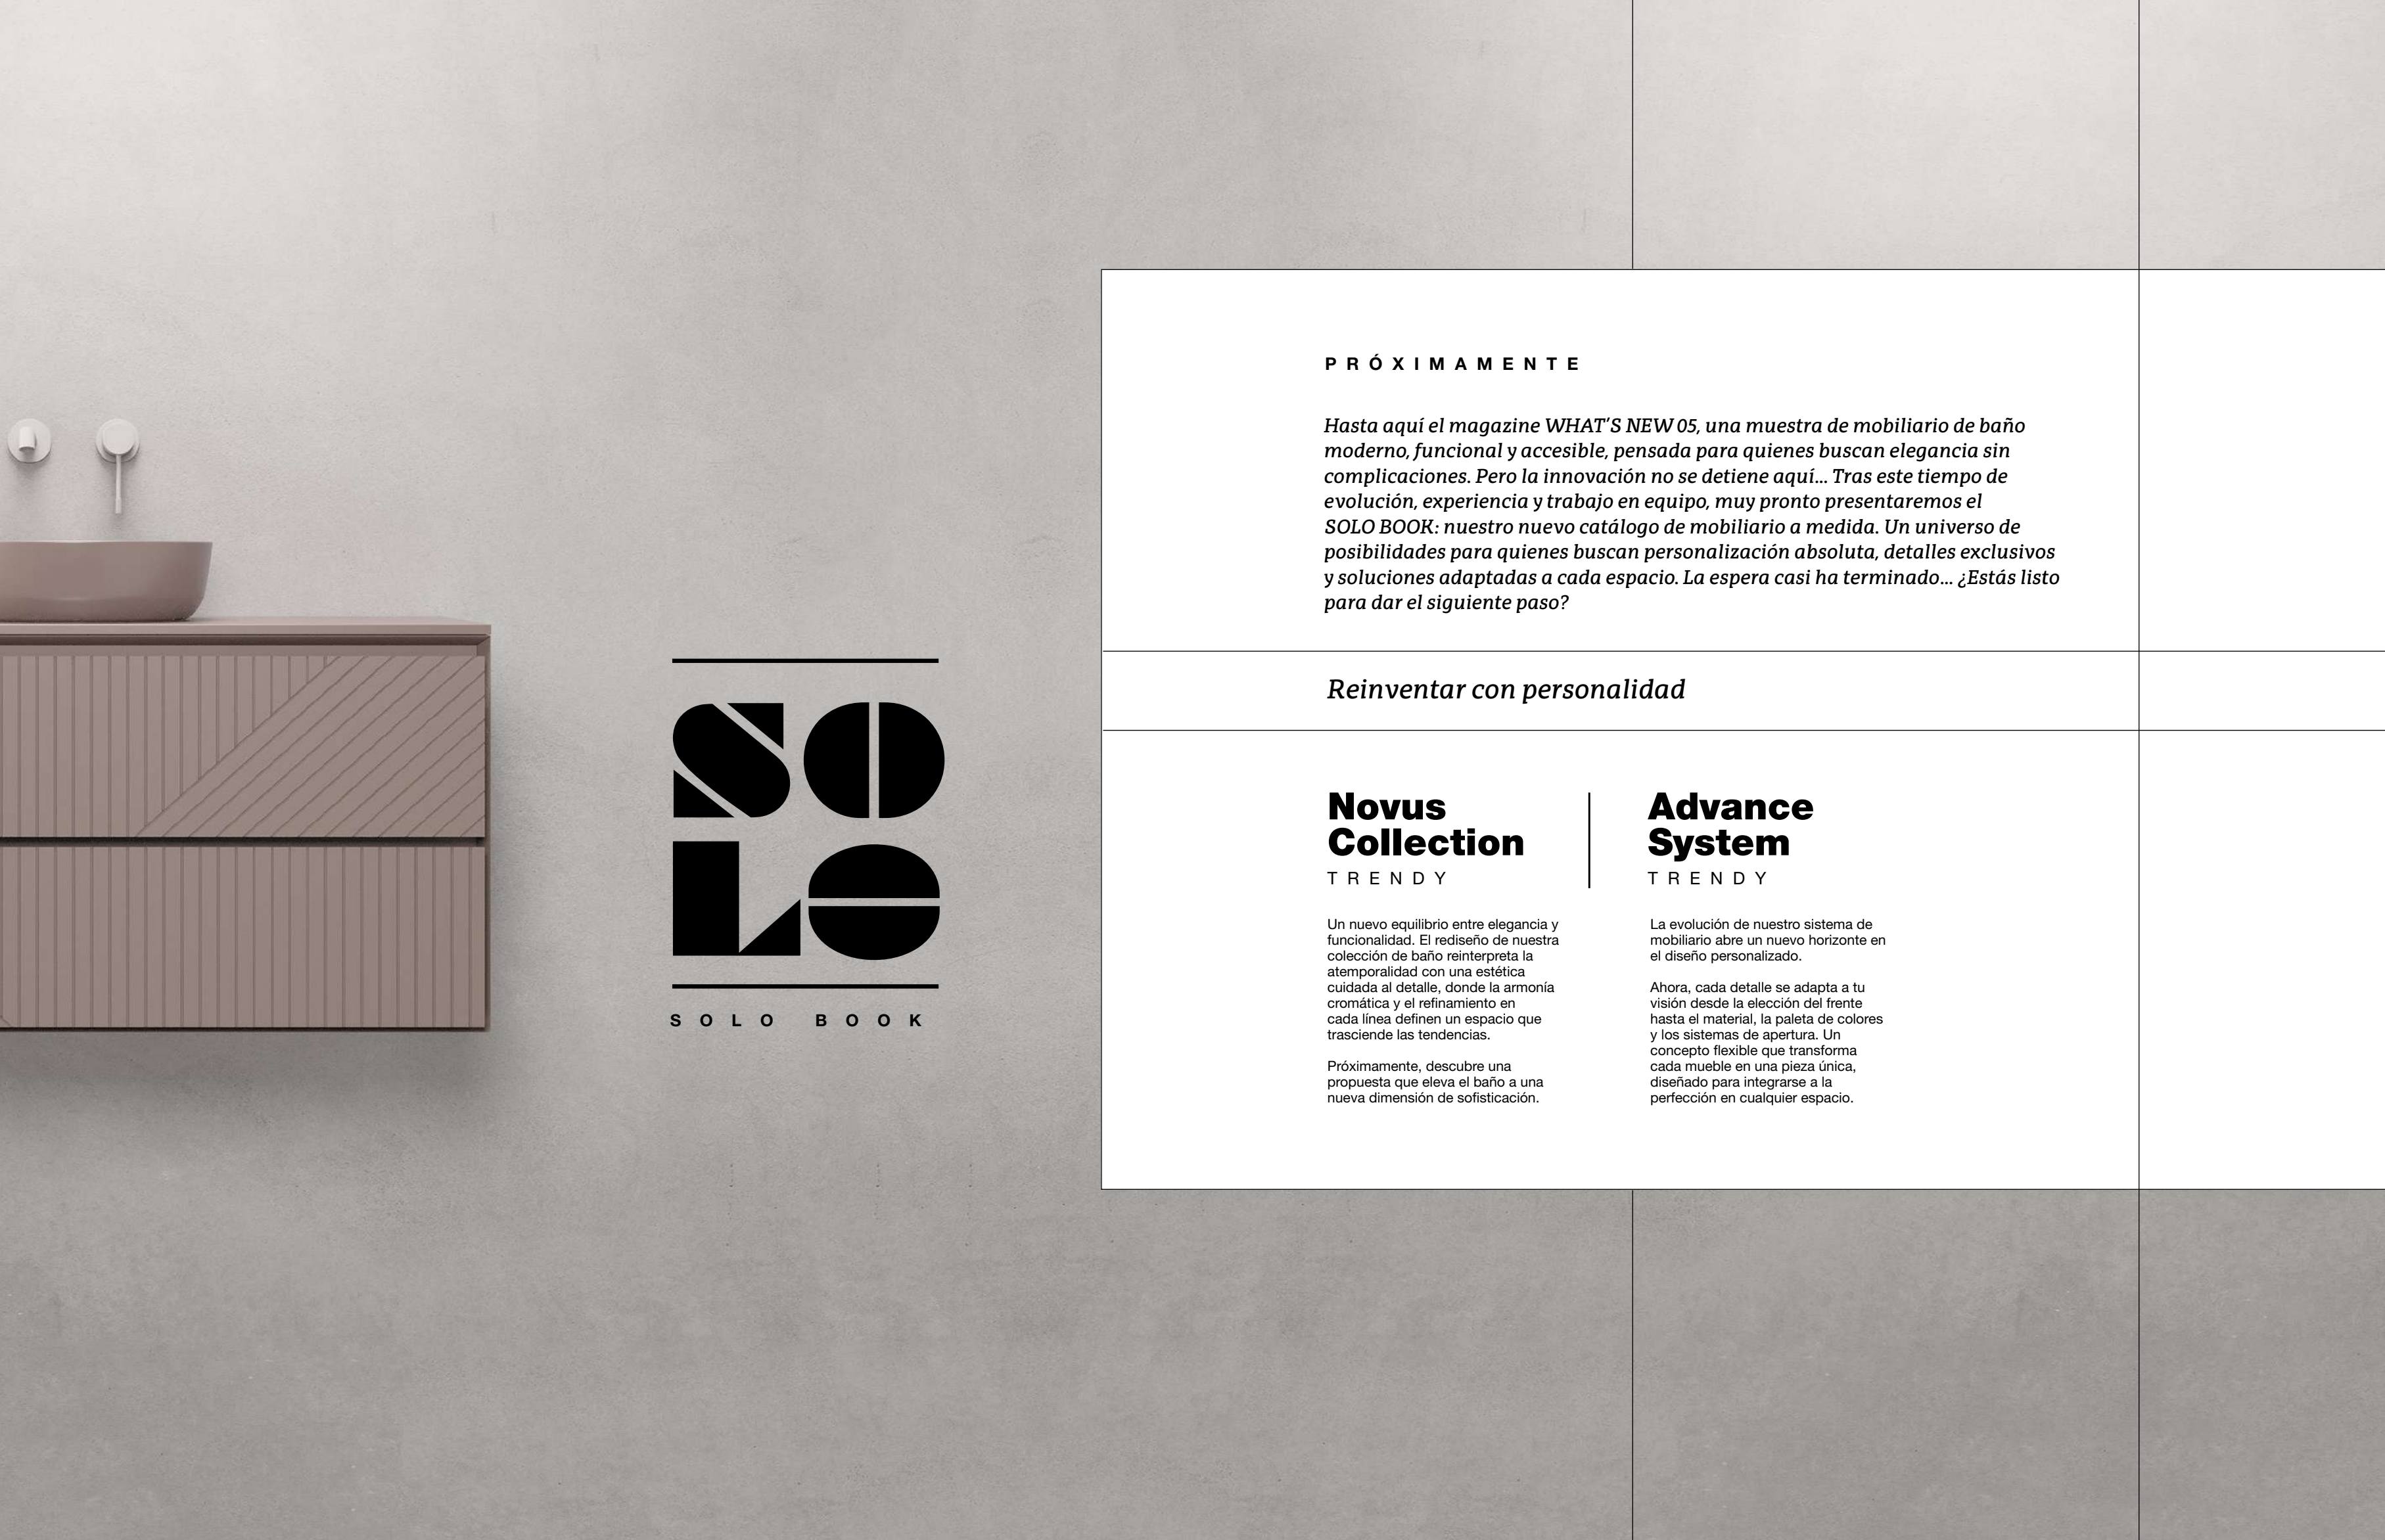 SO
LO
SOLO BOOK
PRÓXIMAMENTE
Hasta aquí el magazine WHAT'S NEW 05, una muestra de mobiliario de baño
moderno, funcional y accesible, pensada para quienes buscan elegancia sin
complicaciones. Pero la innovación no se detiene aquí... Tras este tiempo de
evolución, experiencia y trabajo en equipo, muy pronto presentaremos el
SOLO BOOK: nuestro nuevo catálogo de mobiliario a medida. Un universo de
posibilidades para quienes buscan personalización absoluta, detalles exclusivos
y soluciones adaptadas a cada espacio. La espera casi ha terminado... ¿Estás listo
para dar el siguiente paso?
Reinventar con personalidad
Novus
Collection
TRENDY
Un nuevo equilibrio entre elegancia y
funcionalidad. El rediseño de nuestra
colección de baño reinterpreta la
atemporalidad con una estética
cuidada al detalle, donde la armonía
cromática y el refinamiento en
cada línea definen un espacio que
trasciende las tendencias.
Próximamente, descubre una
propuesta que eleva el baño a una
nueva dimensión de sofisticación.
Advance
System
TRENDY
La evolución de nuestro sistema de
mobiliario abre un nuevo horizonte en
el diseño personalizado.
Ahora, cada detalle se adapta a tu
visión desde la elección del frente
hasta el material, la paleta de colores
y los sistemas de apertura. Un
concepto flexible que transforma
cada mueble en una pieza única,
diseñado para integrarse a la
perfección en cualquier espacio.